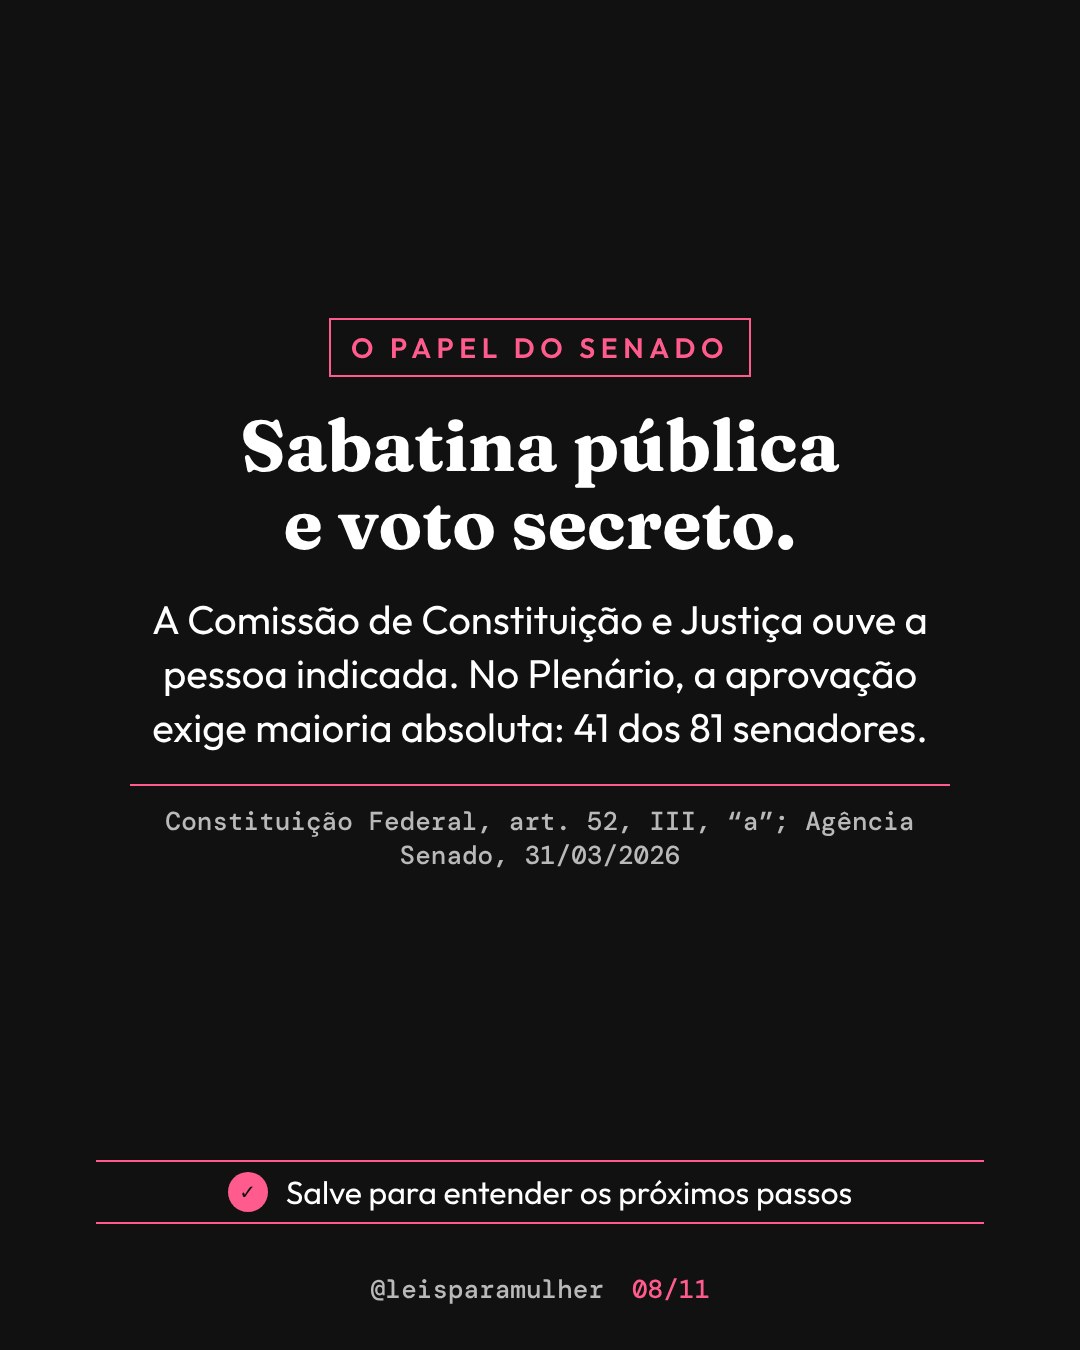 O PAPEL DO SENADO
Sabatina pública
e voto secreto.
A Comissão de Constituição e Justiça ouve a
pessoa indicada. No Plenário, a aprovação
exige maioria absoluta: 41 dos 81 senadores.
Constituição Federal, art. 52, III, “a”; Agência
Senado, 31/03/2026
✓ Salve para entender os próximos passos
@leisparamulher 08/11